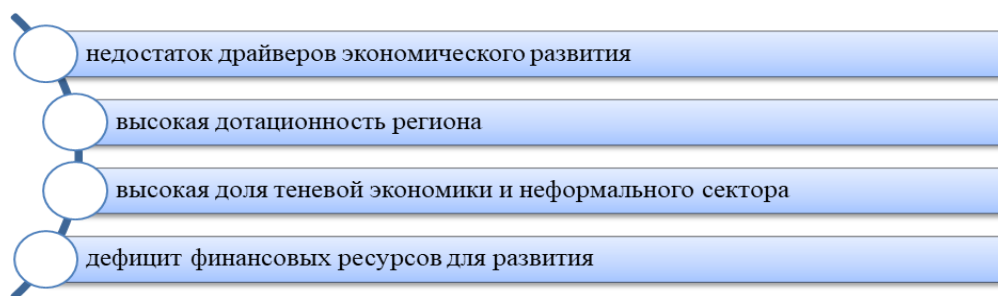 недостаток драйверов экономического развития
высокая дотационность региона
высокая доля теневой экономики и неформального сектора
дефицит финансовых ресурсов для развития